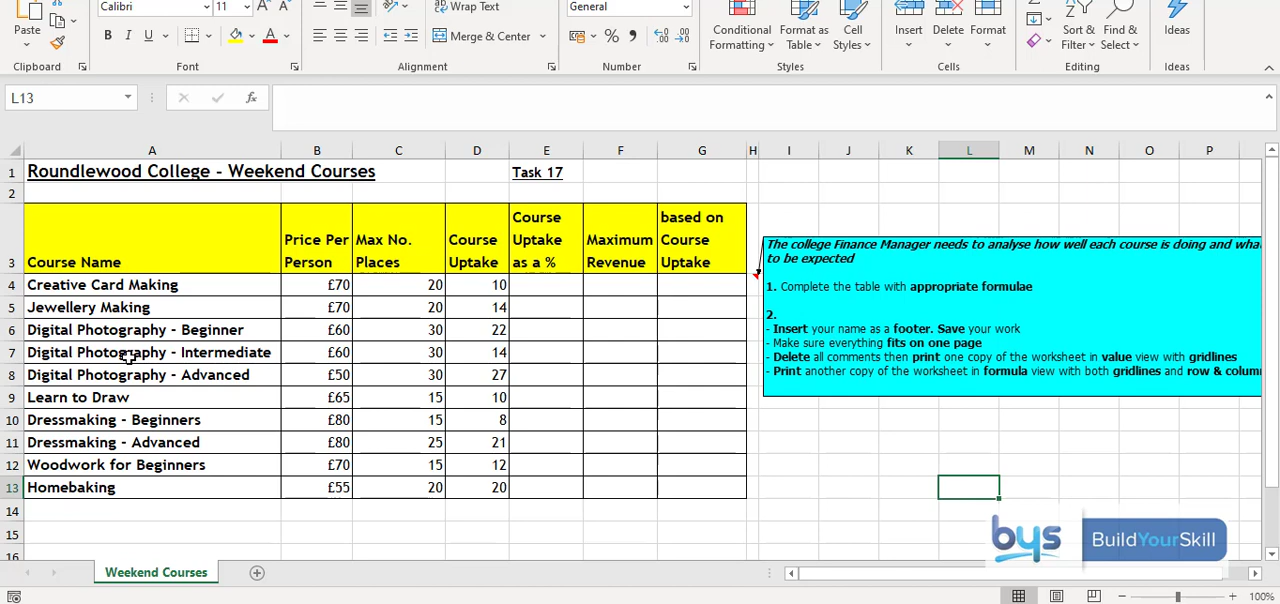 Calibri 11 Wrap Text General
Paste B I U Merge & Center % , Conditional Formatting Format as Table Cell Styles Insert Delete Format Sort & Filter Find & Select Ideas
Clipboard Font Alignment Number Styles Cells Editing Ideas
L13 fx
A B C D E F G H I J K L M N O P
1 Roundlewood College - Weekend Courses Task 17
2
3 Course Name Price Per Person Max No. Places Course Uptake Course Uptake as a % Maximum Revenue based on Course Uptake
4 Creative Card Making £70 20 10
5 Jewellery Making £70 20 14
6 Digital Photography - Beginner £60 30 22
7 Digital Photography - Intermediate £60 30 14
8 Digital Photography - Advanced £50 30 27
9 Learn to Draw £65 15 10
10 Dressmaking - Beginners £80 15 8
11 Dressmaking - Advanced £80 25 21
12 Woodwork for Beginners £70 15 12
13 Homebaking £55 20 20
14
15
16
The college Finance Manager needs to analyse how well each course is doing and
to be expected
1. Complete the table with appropriate formulae
2.
- Insert your name as a footer. Save your work
- Make sure everything fits on one page
- Delete all comments then print one copy of the worksheet in value view with gridlines
- Print another copy of the worksheet in formula view with both gridlines and row &
bys BuildYourSkill
Weekend Courses
100%